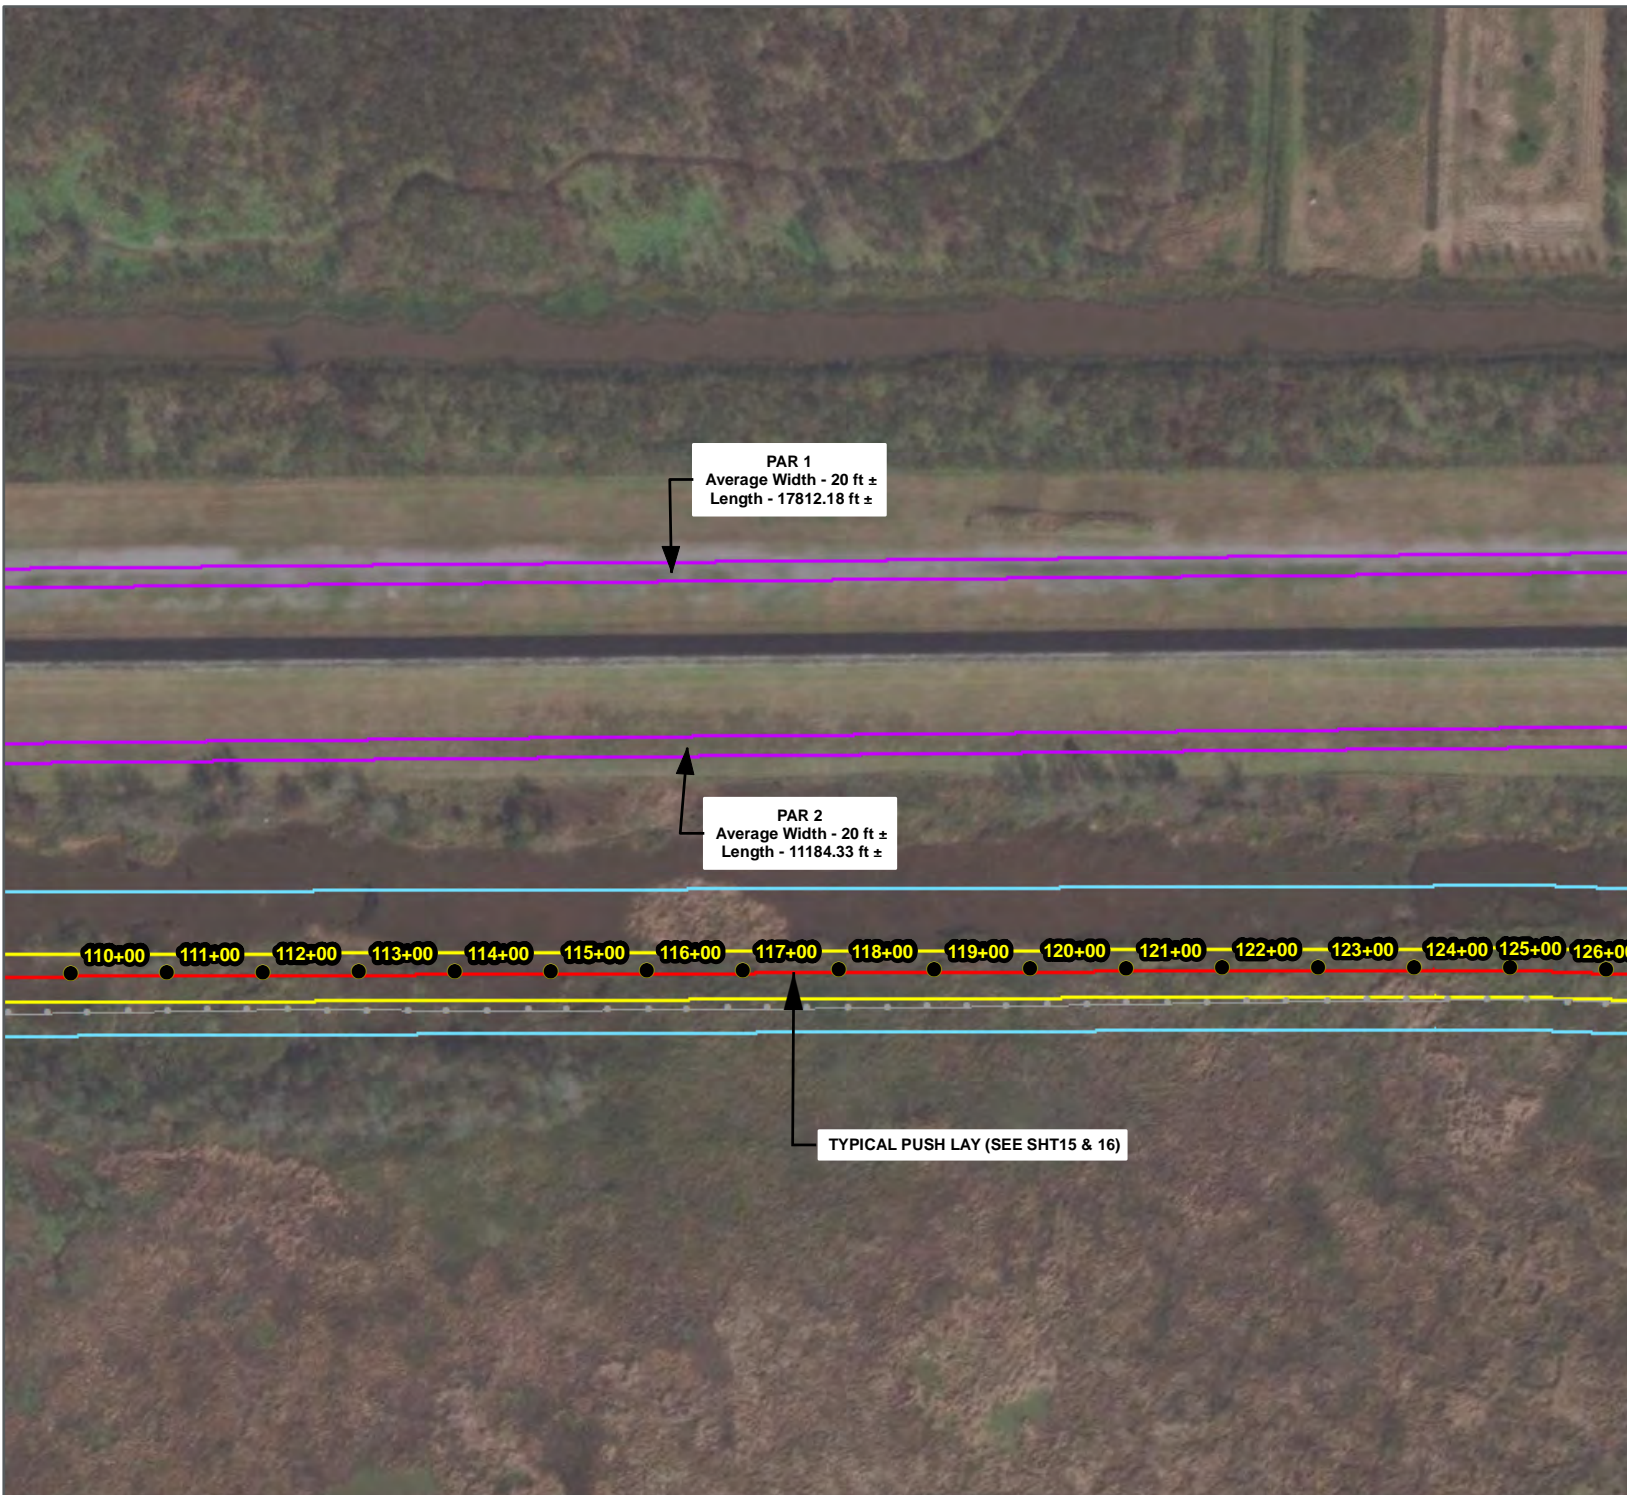 PAR 1
Average Width - 20 ft ±
Length - 17812.18 ft ±
PAR 2
Average Width - 20 ft ±
Length - 11184.33 ft ±
110+00 111+00 112+00 113+00 114+00 115+00 116+00 117+00 118+00 119+00 120+00 121+00 122+00 123+00 124+00 125+00 126+00
TYPICAL PUSH LAY (SEE SHT15 & 16)